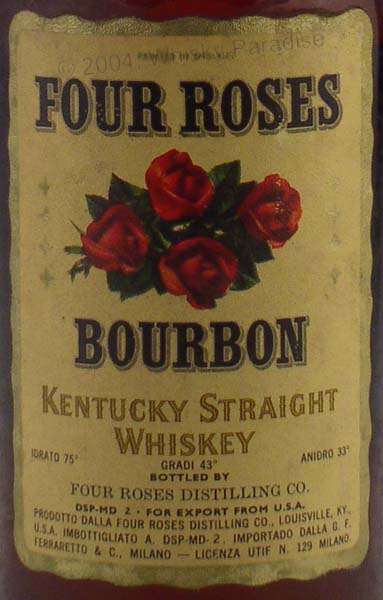 © 2004 Paradise
FOUR ROSES
BOURBON
KENTUCKY STRAIGHT
WHISKEY
IDRATO 75° GRADI 43° ANIDRO 33°
BOTTLED BY
FOUR ROSES DISTILLING CO.
DSP-MD 2 · FOR EXPORT FROM U.S.A.
PRODOTTO DALLA FOUR ROSES DISTILLING CO., LOUISVILLE, KY.,
U.S.A. IMBOTTIGLIATO A. DSP-MD-2, IMPORTADO DALLA G. F.
FERRARETTO & C., MILANO — LICENZA UTIF N. 129 MILANO.